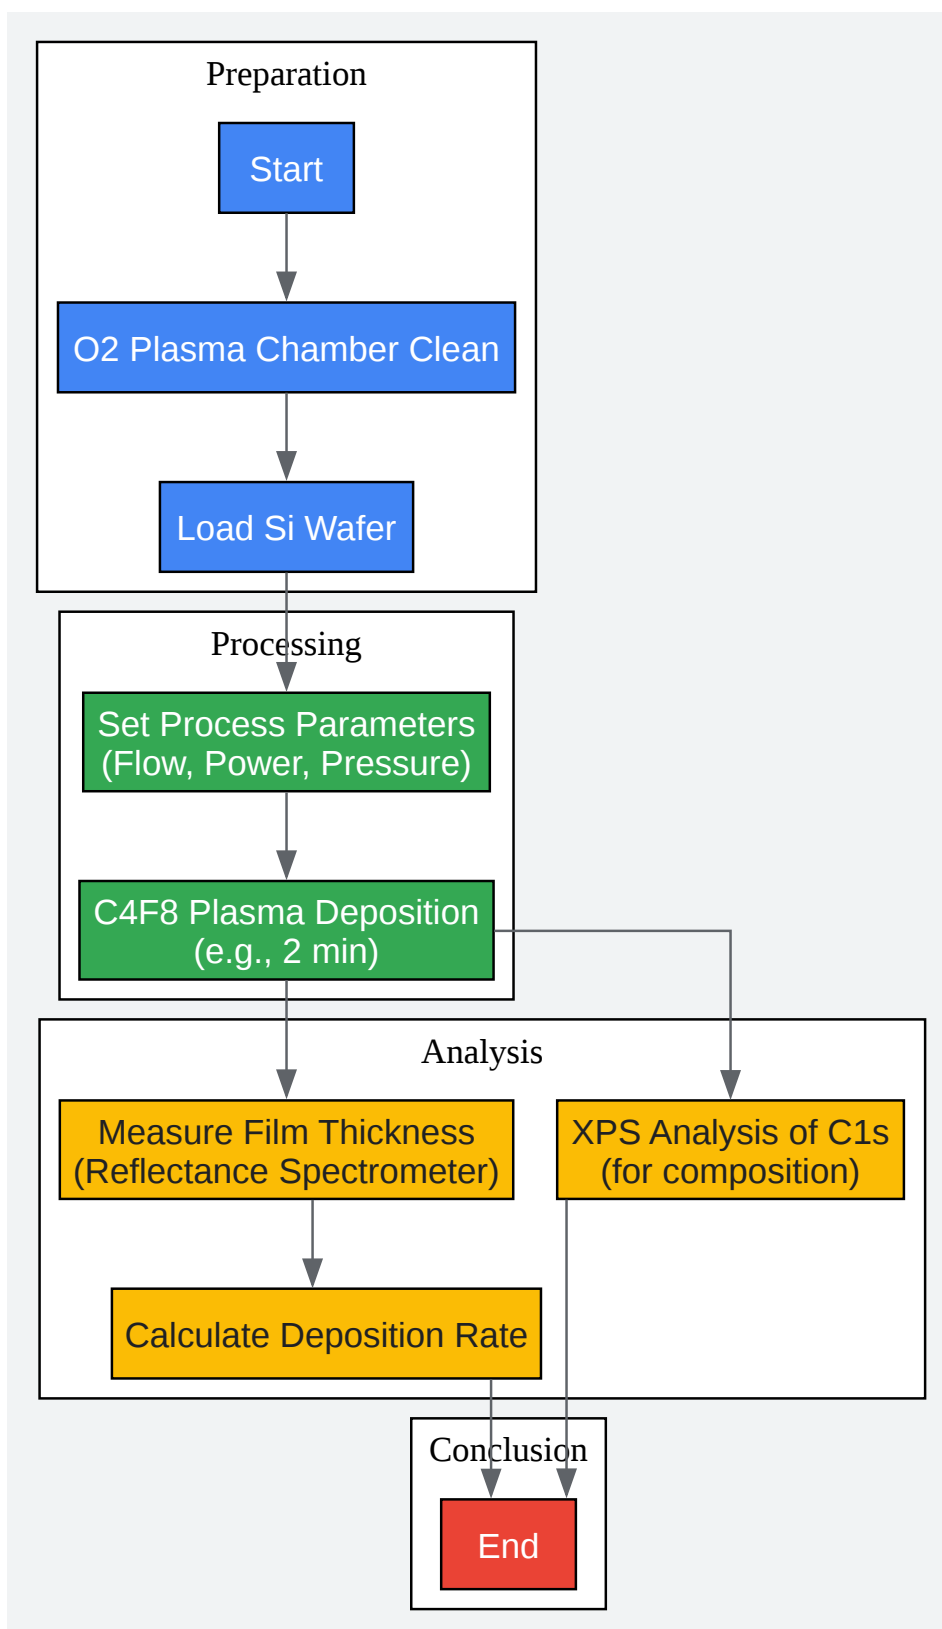 Preparation
Start
O2 Plasma Chamber Clean
Load Si Wafer
Processing
Set Process Parameters
(Flow, Power, Pressure)
C4F8 Plasma Deposition
(e.g., 2 min)
Analysis
Measure Film Thickness
(Reflectance Spectrometer)
XPS Analysis of C1s
(for composition)
Calculate Deposition Rate
Conclusion
End